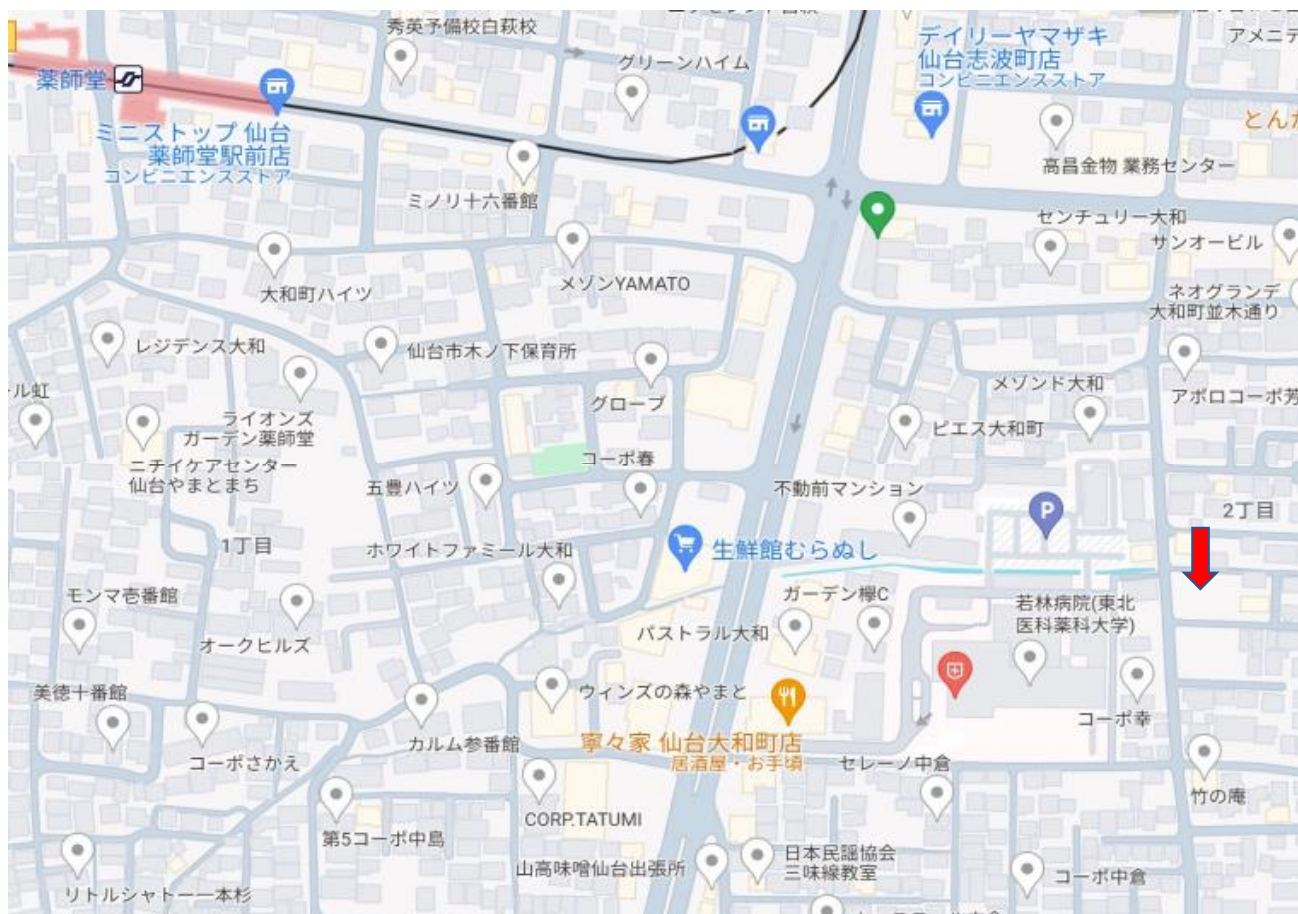 秀英予備校白萩校
グリーンハイム
デイリーヤマザキ
仙台志波町店
コンビニエンスストア
アメニテ
薬師堂
ミニストップ 仙台
薬師堂駅前店
コンビニエンスストア
とんか
高昌金物 業務センター
ミノリ十六番館
センチュリー大和
サンオービル
大和町ハイツ
メゾンYAMATO
ネオグランデ
大和町並木通り
レジデンス大和
仙台市木ノ下保育所
メゾンド大和
ール虹
グローブ
アポロコーポ芳
ライオンズ
ガーデン薬師堂
ピエス大和町
ニチイケアセンター
仙台やまとまち
コーポ春
五豊ハイツ
不動前マンション
P
2丁目
1丁目
ホワイトファミール大和
生鮮館むらぬし
モンマ壱番館
ガーデン欅C
若林病院(東北
医科薬科大学)
オークヒルズ
パストラル大和
美徳十番館
ウィンズの森やまと
コーポ幸
コーポさかえ
カルム参番館
寧々家 仙台大和町店
居酒屋・お手頃
セレーノ中倉
竹の庵
第5コーポ中島
CORP.TATUMI
山高味噌仙台出張所
日本民謡協会
三味線教室
コーポ中倉
リトルシャトー一本杉